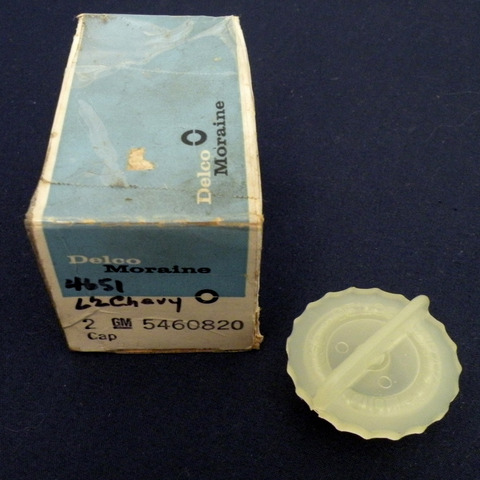 Delco
Moraine
Delco
Moraine
4651
62 Chevy
2 GM 5460820
Cap